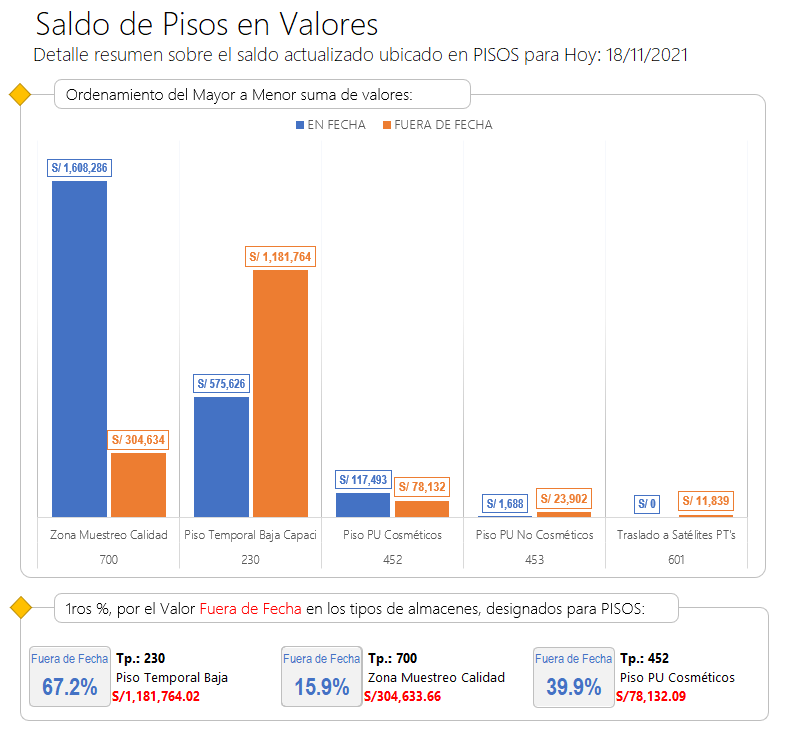 Saldo de Pisos en Valores
Detalle resumen sobre el saldo actualizado ubicado en PISOS para Hoy: 18/11/2021
Ordenamiento del Mayor a Menor suma de valores:
EN FECHA FUERA DE FECHA
S/ 1,608,286
S/ 304,634
S/ 575,626
S/ 1,181,764
S/ 117,493
S/ 78,132
S/ 1,688
S/ 23,902
S/ 0
S/ 11,839
Zona Muestreo Calidad Piso Temporal Baja Capaci Piso PU Cosméticos Piso PU No Cosméticos Traslado a Satélites PT's
700 230 452 453 601
1ros %, por el Valor Fuera de Fecha en los tipos de almacenes, designados para PISOS:
Fuera de Fecha
67.2%
Tp.: 230
Piso Temporal Baja
S/1,181,764.02
Fuera de Fecha
15.9%
Tp.: 700
Zona Muestreo Calidad
S/304,633.66
Fuera de Fecha
39.9%
Tp.: 452
Piso PU Cosméticos
S/78,132.09